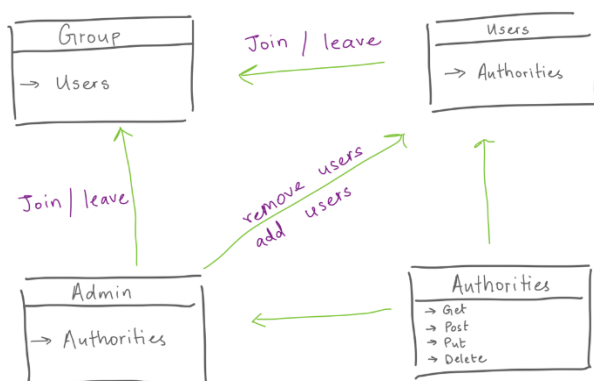 Group
→ Users
Join / leave
Users
→ Authorities
Join / leave
remove users
add users
Admin
→ Authorities
Authorities
→ Get
→ Post
→ Put
→ Delete